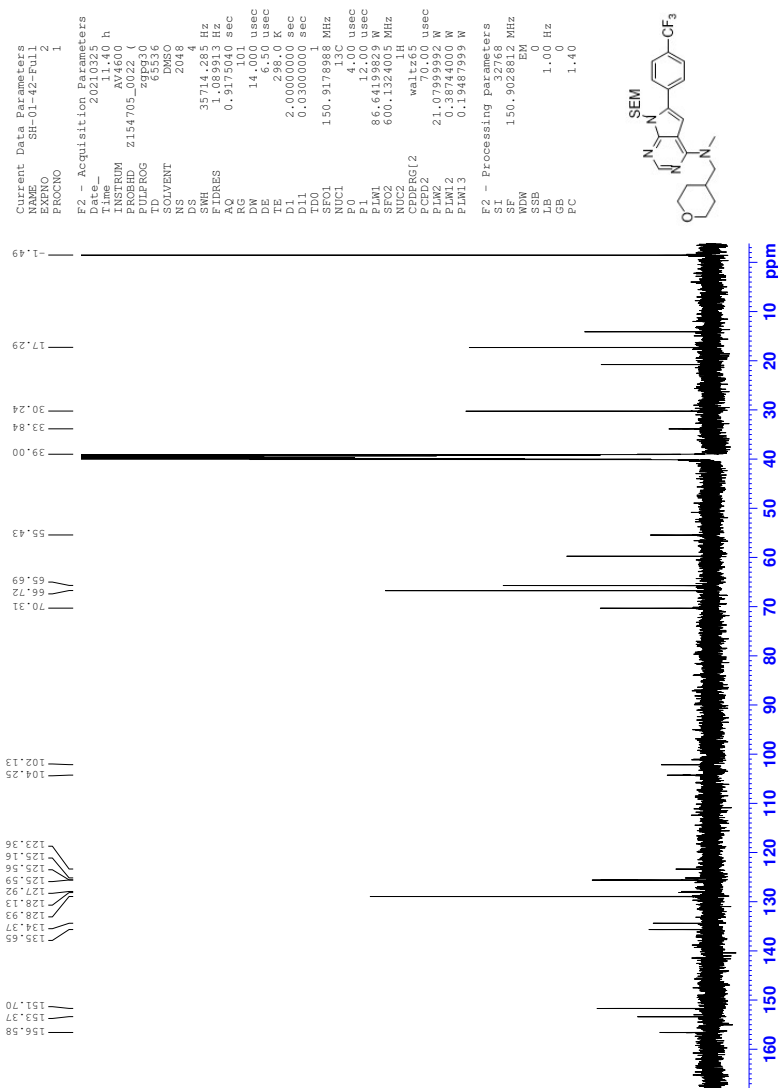 Current Data Parameters
NAME SH-01-42-Full
EXPNO 2
PROCNO 1
F2 - Acquisition Parameters
Date_ 20210325
Time 11.40 h
INSTRUM AV4600
PROBHD Z154705_0022 (
PULPROG zgpg30
TD 65536
SOLVENT DMSO
NS 2048
DS 4
SWH 35714.285 Hz
FIDRES 1.089913 Hz
AQ 0.9175040 sec
RG 101
DW 14.000 usec
DE 6.50 usec
TE 298.0 K
D1 2.00000000 sec
D11 0.03000000 sec
TD0 1
SFO1 150.9178988 MHz
NUC1 13C
P0 4.00 usec
P1 12.00 usec
PLW1 86.64199829 W
SFO2 600.1324005 MHz
NUC2 1H
CPDPRG[2 waltz65
PCPD2 70.00 usec
PLW2 21.07999992 W
PLW12 0.38744000 W
PLW13 0.19487999 W
F2 - Processing parameters
SI 32768
SF 150.9028812 MHz
WDW EM
SSB 0
LB 1.00 Hz
GB 0
PC 1.40
CF3
SEM
N
N
N
N
O
156.58
153.37
151.70
135.65
134.37
128.93
128.13
127.92
125.59
125.56
125.16
123.36
104.25
102.13
70.31
66.72
65.69
55.43
39.00
33.84
30.24
17.29
-1.49
160 150 140 130 120 110 100 90 80 70 60 50 40 30 20 10 ppm